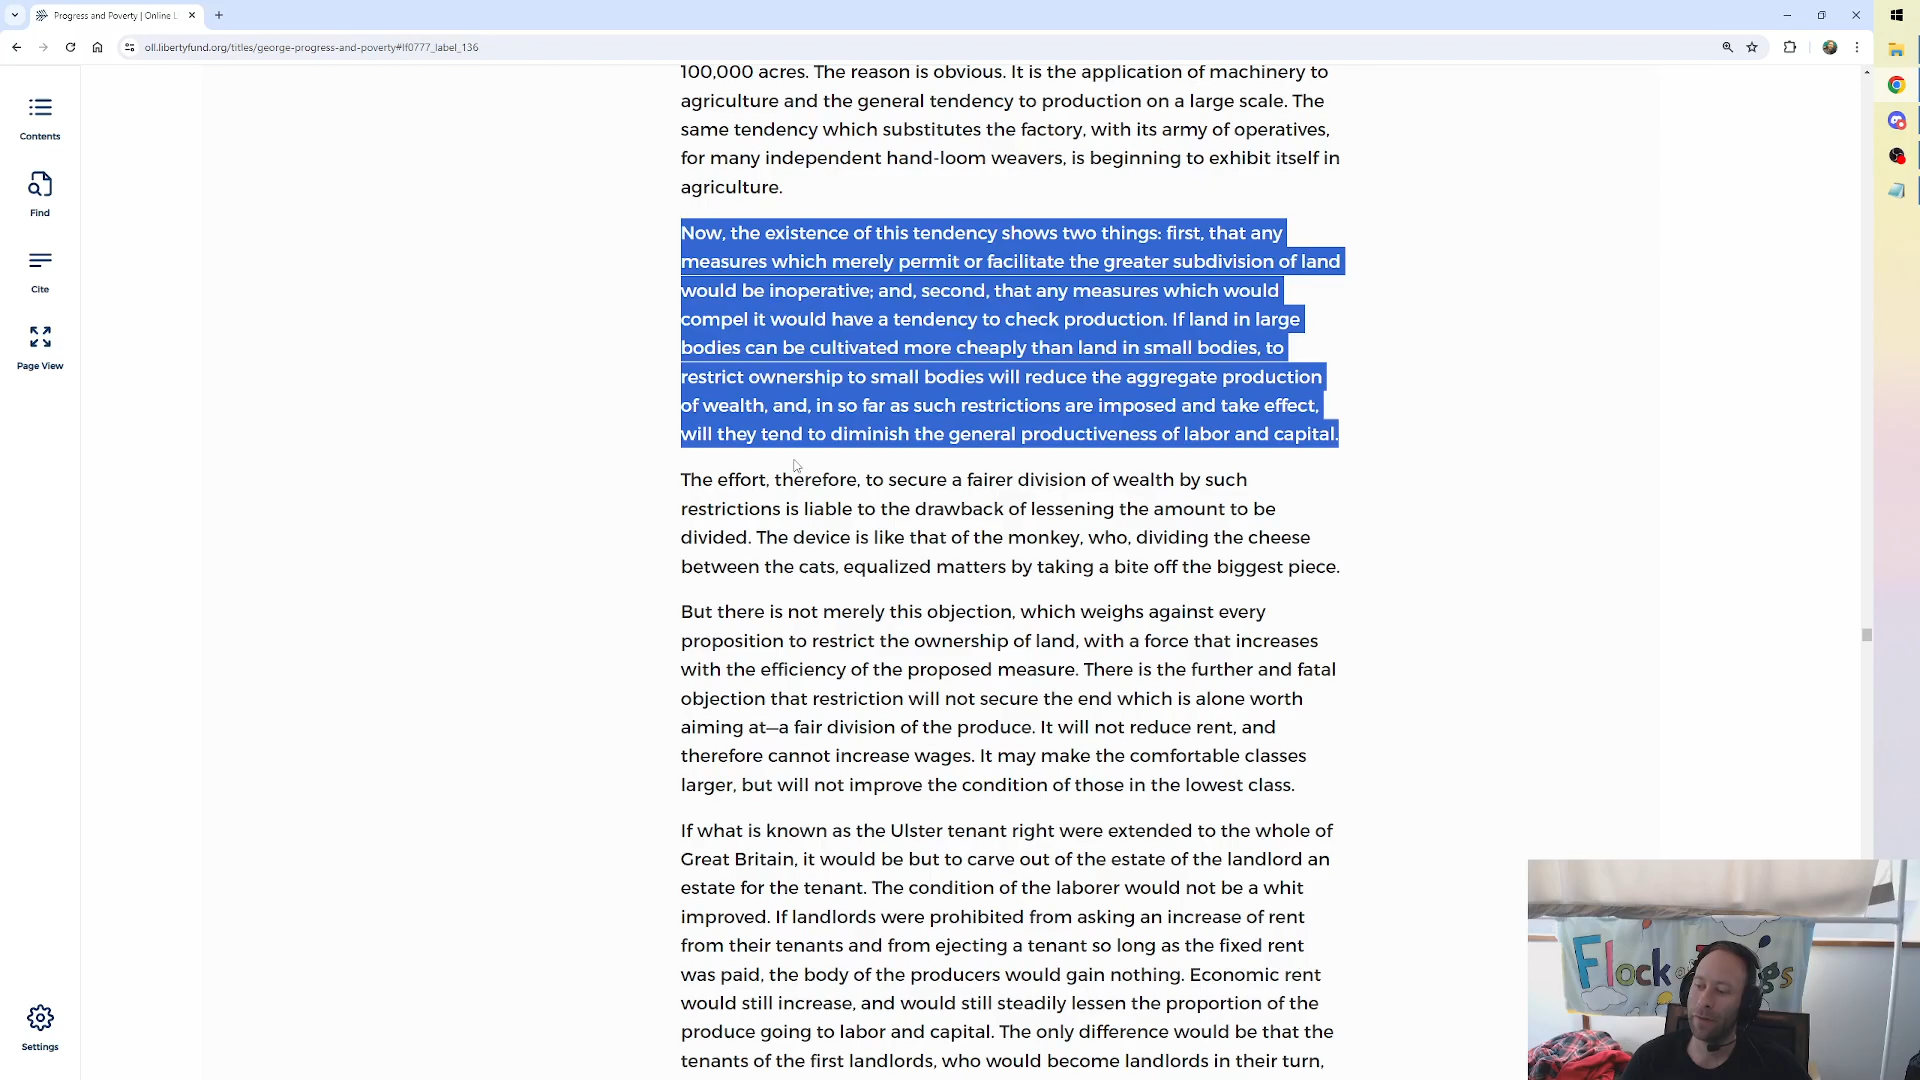 Progress and Poverty | Online L
oll.libertyfund.org/titles/george-progress-and-poverty#lf0777_label_136
Contents
Find
Cite
Page View
Settings
100,000 acres. The reason is obvious. It is the application of machinery to
agriculture and the general tendency to production on a large scale. The
same tendency which substitutes the factory, with its army of operatives,
for many independent hand-loom weavers, is beginning to exhibit itself in
agriculture.
Now, the existence of this tendency shows two things: first, that any
measures which merely permit or facilitate the greater subdivision of land
would be inoperative; and, second, that any measures which would
compel it would have a tendency to check production. If land in large
bodies can be cultivated more cheaply than land in small bodies, to
restrict ownership to small bodies will reduce the aggregate production
of wealth, and, in so far as such restrictions are imposed and take effect,
will they tend to diminish the general productiveness of labor and capital.
The effort, therefore, to secure a fairer division of wealth by such
restrictions is liable to the drawback of lessening the amount to be
divided. The device is like that of the monkey, who, dividing the cheese
between the cats, equalized matters by taking a bite off the biggest piece.
But there is not merely this objection, which weighs against every
proposition to restrict the ownership of land, with a force that increases
with the efficiency of the proposed measure. There is the further and fatal
objection that restriction will not secure the end which is alone worth
aiming at—a fair division of the produce. It will not reduce rent, and
therefore cannot increase wages. It may make the comfortable classes
larger, but will not improve the condition of those in the lowest class.
If what is known as the Ulster tenant right were extended to the whole of
Great Britain, it would be but to carve out of the estate of the landlord an
estate for the tenant. The condition of the laborer would not be a whit
improved. If landlords were prohibited from asking an increase of rent
from their tenants and from ejecting a tenant so long as the fixed rent
was paid, the body of the producers would gain nothing. Economic rent
would still increase, and would still steadily lessen the proportion of the
produce going to labor and capital. The only difference would be that the
tenants of the first landlords, who would become landlords in their turn,
Flock